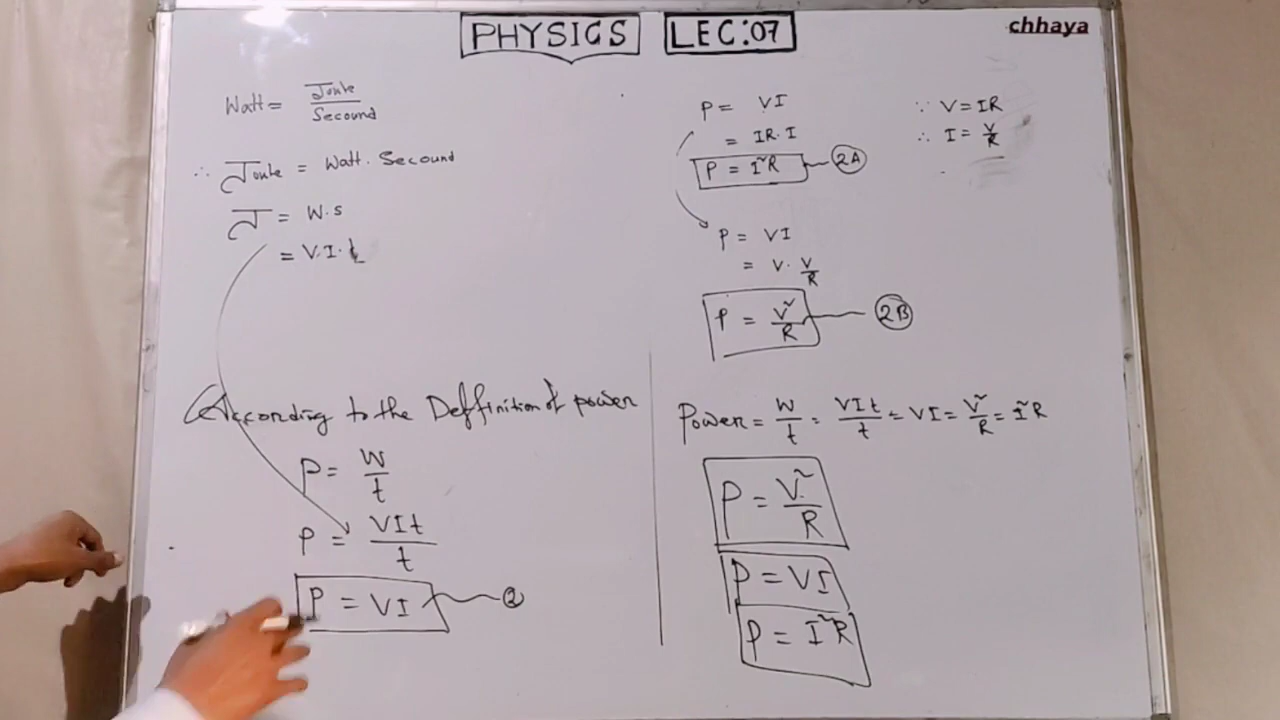 PHYSICS LEC:07
chhaya
Watt = Joule / Secound
∴ Joule = Watt. Secound
J = W.s
= V.I.t
According to the Deffinition of power
P = W/t
P = VIt/t
P = VI — 2
P = VI
= IR.I
P = I²R — 2A
∵ V = IR
∴ I = V/R
P = VI
= V. V/R
P = V²/R — 2B
Power = W/t = VIt/t = VI = V²/R = I²R
P = V²/R
P = VI
P = I²R